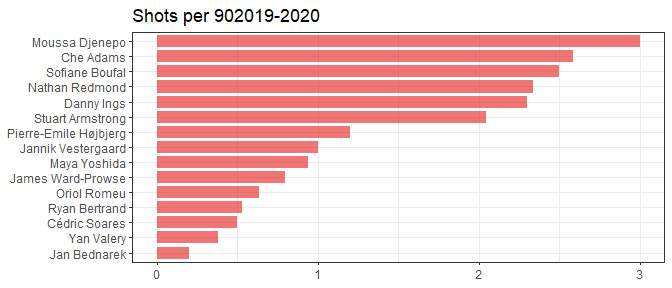 Shots per 902019-2020
Moussa Djenepo
Che Adams
Sofiane Boufal
Nathan Redmond
Danny Ings
Stuart Armstrong
Pierre-Emile Højbjerg
Jannik Vestergaard
Maya Yoshida
James Ward-Prowse
Oriol Romeu
Ryan Bertrand
Cédric Soares
Yan Valery
Jan Bednarek
0 1 2 3